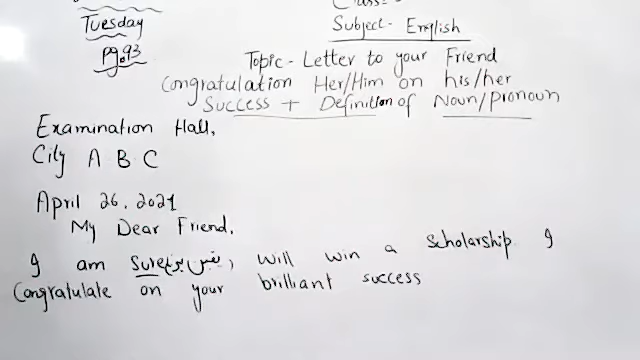 Class-
Tuesday
Subject- English
Pg.93
Topic - Letter to your Friend
Congratulation Her/Him on his/her
Success + Definition of Noun/pronoun
Examination Hall,
City A B C
April 26, 2021
My Dear Friend,
I am Sure, will win a scholarship I
Congratulate on your brilliant success